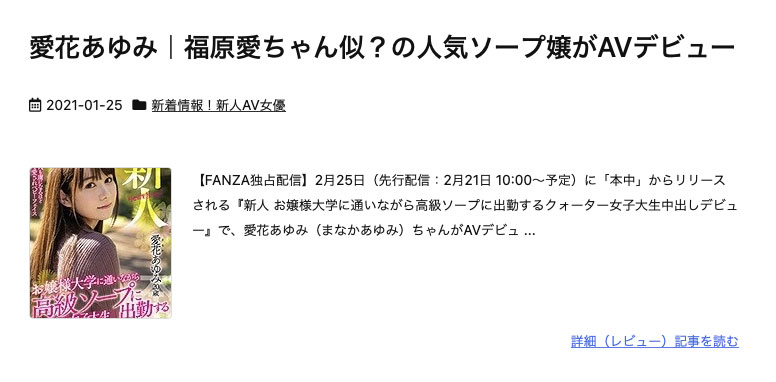 愛花あゆみ｜福原愛ちゃん似？の人気ソープ嬢がAVデビュー
2021-01-25 新着情報！新人AV女優
【FANZA独占配信】2月25日（先行配信：2月21日 10:00～予定）に「本中」からリリース
される『新人 お嬢様大学に通いながら高級ソープに出勤するクォーター女子大生中出しデビュ
ー』で、愛花あゆみ（まなかあゆみ）ちゃんがAVデビュ ...
新人
愛花あゆみ20歳
お嬢様大学に通いながら
高級ソープに
出勤する
詳細（レビュー）記事を読む